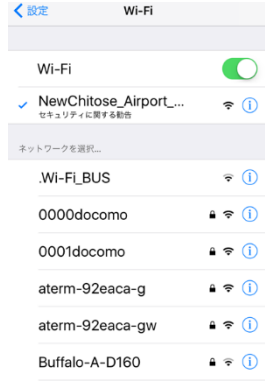 設定
Wi-Fi
Wi-Fi
NewChitose_Airport_...
セキュリティに関する勧告
ネットワークを選択...
.Wi-Fi_BUS
0000docomo
0001docomo
aterm-92eaca-g
aterm-92eaca-gw
Buffalo-A-D160